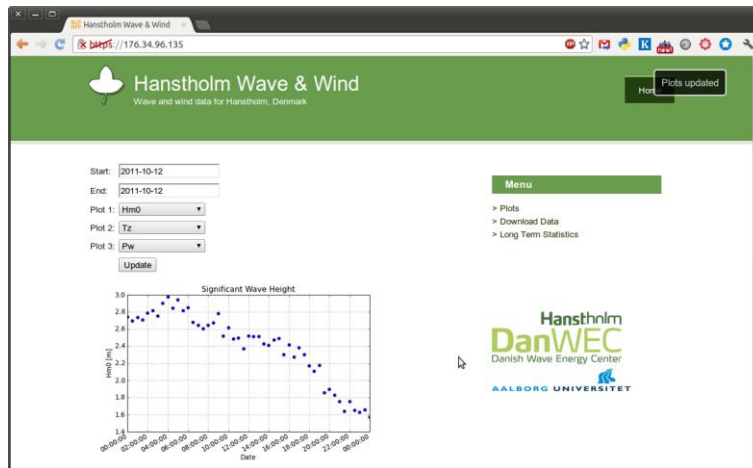 Hanstholm Wave & Wind
https://176.34.96.135
Hanstholm Wave & Wind
Wave and wind data for Hanstholm, Denmark
Plots updated
Start: 2011-10-12
End: 2011-10-12
Plot 1: Hm0
Plot 2: Tz
Plot 3: Pw
Update
Menu
> Plots
> Download Data
> Long Term Statistics
Significant Wave Height
3.0
2.8
2.6
2.4
2.2
2.0
1.8
1.6
1.4
Hm0 [m]
00:00:00 02:00:00 04:00:00 06:00:00 08:00:00 10:00:00 12:00:00 14:00:00 16:00:00 18:00:00 20:00:00 22:00:00 00:00:00
Date
Hanstholm
DanWEC
Danish Wave Energy Center
AALBORG UNIVERSITET